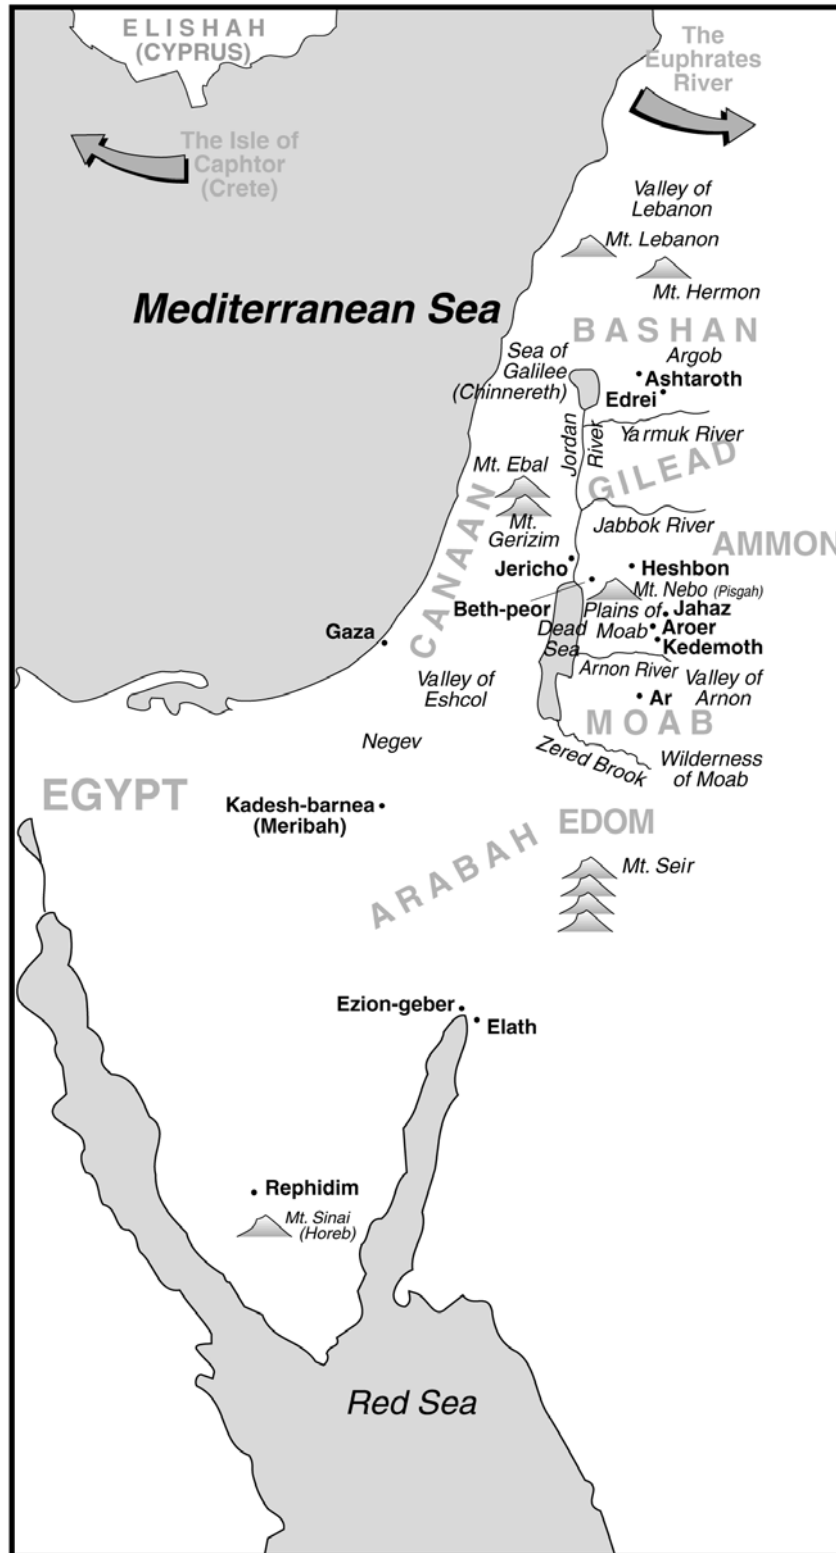 ELISHAH
(CYPRUS)
The
Euphrates
River
The Isle of
Caphtor
(Crete)
Valley of
Lebanon
Mt. Lebanon
Mt. Hermon
Mediterranean Sea
BASHAN
Sea of
Galilee
(Chinnereth)
Argob
Ashtaroth
Edrei
Jordan
River
Yarmuk River
GILEAD
Mt. Ebal
Mt.
Gerizim
CANAAN
Jabbok River
AMMON
Jericho
Heshbon
Mt. Nebo (Pisgah)
Beth-peor
Plains of
Moab
Jahaz
Aroer
Kedemoth
Dead
Sea
Gaza
Arnon River
Valley of
Eshcol
Valley of
Arnon
Ar
MOAB
Negev
Zered Brook
Wilderness
of Moab
EGYPT
Kadesh-barnea
(Meribah)
EDOM
ARABAH
Mt. Seir
Ezion-geber
Elath
Rephidim
Mt. Sinai
(Horeb)
Red Sea